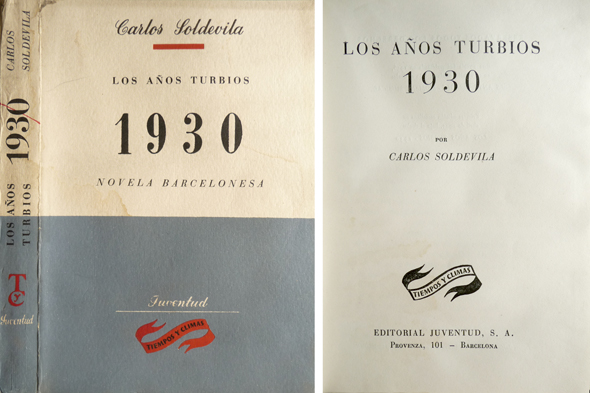 CARLOS
SOLDEVILA
1930
LOS AÑOS
TURBIOS
T
Y
C
Juventud
Carlos Soldevila
LOS AÑOS TURBIOS
1930
NOVELA BARCELONESA
Juventud
TIEMPOS Y CLIMAS
LOS AÑOS TURBIOS
1930
POR
CARLOS SOLDEVILA
TIEMPOS Y CLIMAS
EDITORIAL JUVENTUD, S. A.
PROVENZA, 101 – BARCELONA